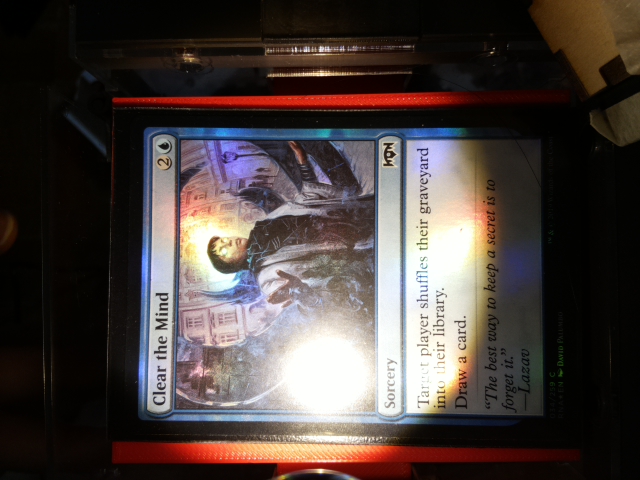 Clear the Mind
2
Sorcery
Target player shuffles their graveyard
into their library.
Draw a card.
"The best way to keep a secret is to
forget it."
—Lazav